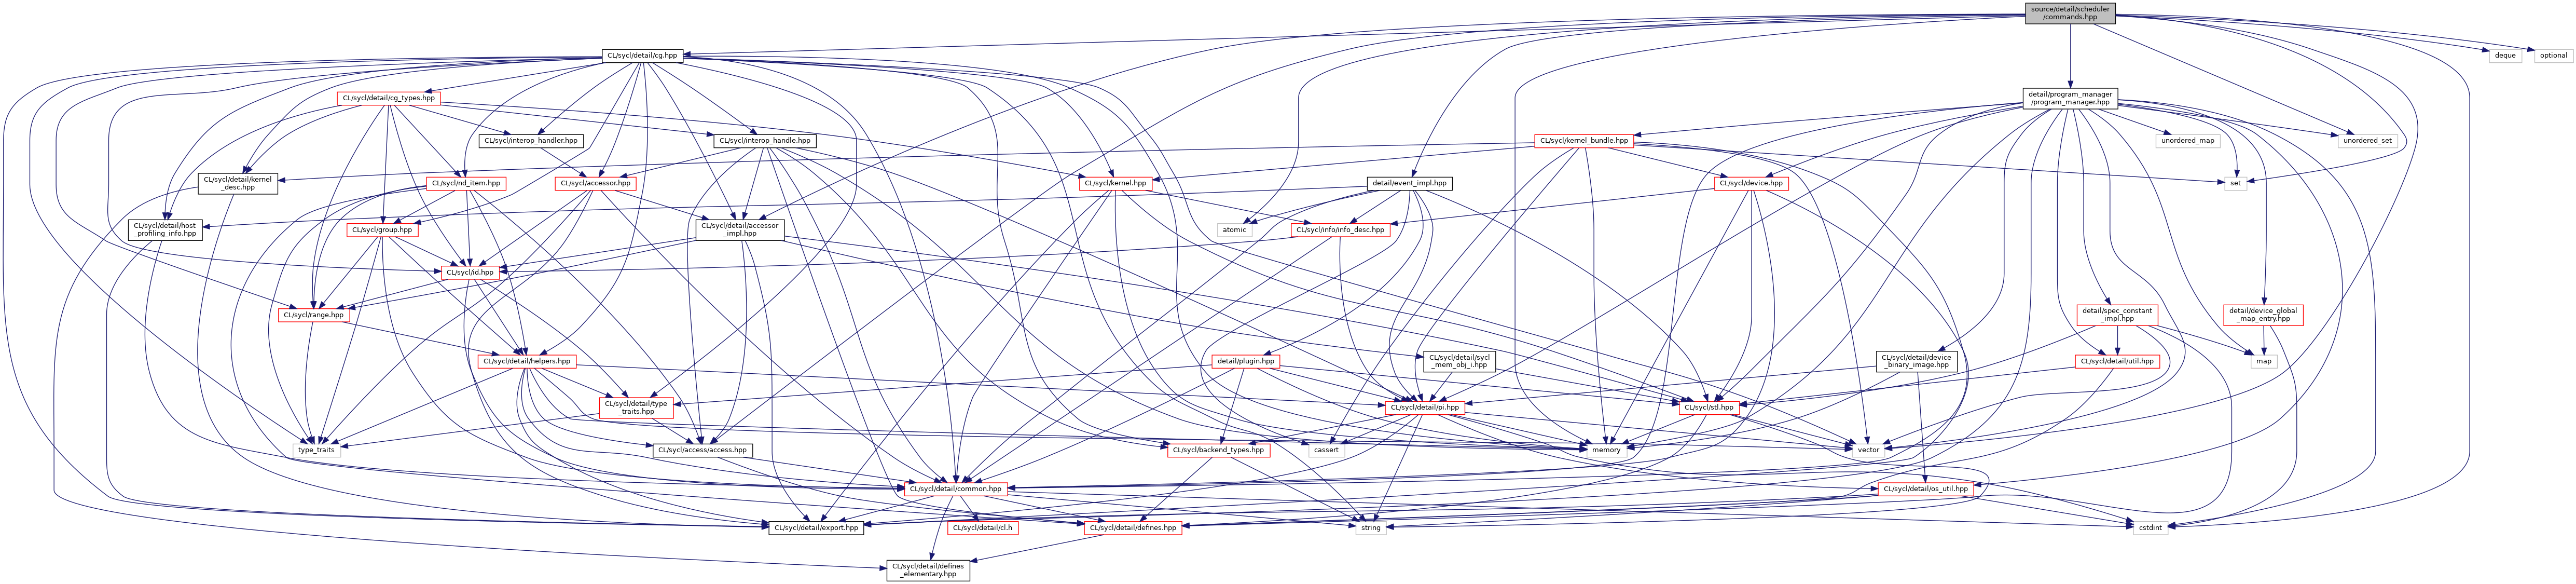 source/detail/scheduler
/commands.hpp
CL/sycl/detail/cg.hpp
deque
optional
CL/sycl/detail/cg_types.hpp
detail/program_manager
/program_manager.hpp
CL/sycl/interop_handler.hpp
CL/sycl/interop_handle.hpp
CL/sycl/kernel_bundle.hpp
unordered_map
unordered_set
CL/sycl/detail/kernel
_desc.hpp
CL/sycl/nd_item.hpp
CL/sycl/accessor.hpp
CL/sycl/kernel.hpp
detail/event_impl.hpp
CL/sycl/device.hpp
set
CL/sycl/detail/host
_profiling_info.hpp
CL/sycl/group.hpp
CL/sycl/detail/accessor
_impl.hpp
atomic
CL/sycl/info/info_desc.hpp
CL/sycl/id.hpp
CL/sycl/range.hpp
detail/spec_constant
_impl.hpp
detail/device_global
_map_entry.hpp
CL/sycl/detail/helpers.hpp
detail/plugin.hpp
CL/sycl/detail/sycl
_mem_obj_i.hpp
CL/sycl/detail/device
_binary_image.hpp
CL/sycl/detail/util.hpp
map
CL/sycl/detail/type
_traits.hpp
CL/sycl/detail/pi.hpp
CL/sycl/stl.hpp
type_traits
CL/sycl/access/access.hpp
CL/sycl/backend_types.hpp
cassert
memory
vector
CL/sycl/detail/common.hpp
CL/sycl/detail/os_util.hpp
CL/sycl/detail/export.hpp
CL/sycl/detail/cl.h
CL/sycl/detail/defines.hpp
string
cstdint
CL/sycl/detail/defines
_elementary.hpp